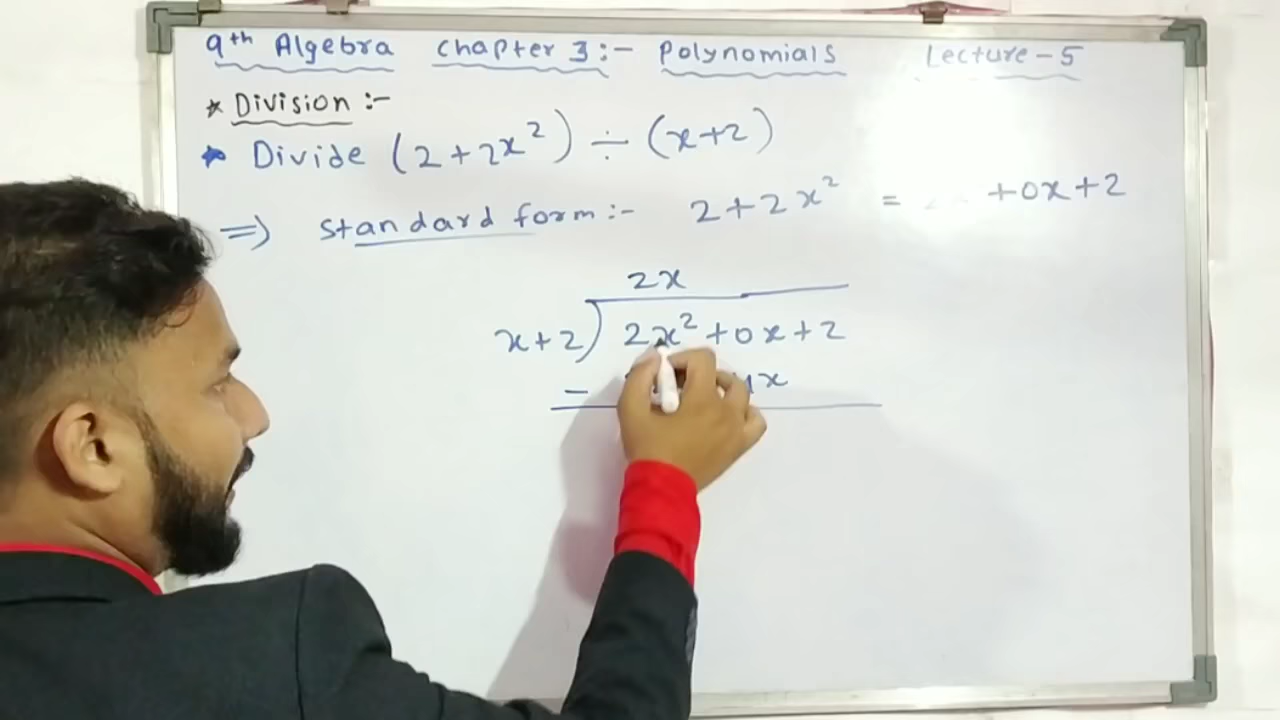 9th Algebra Chapter 3:- Polynomials Lecture-5
* Division :-
* Divide (2+2x²) ÷ (x+2)
⇒ Standard form:- 2+2x² = +0x+2
2x
x+2) 2x²+0x+2
- 4x